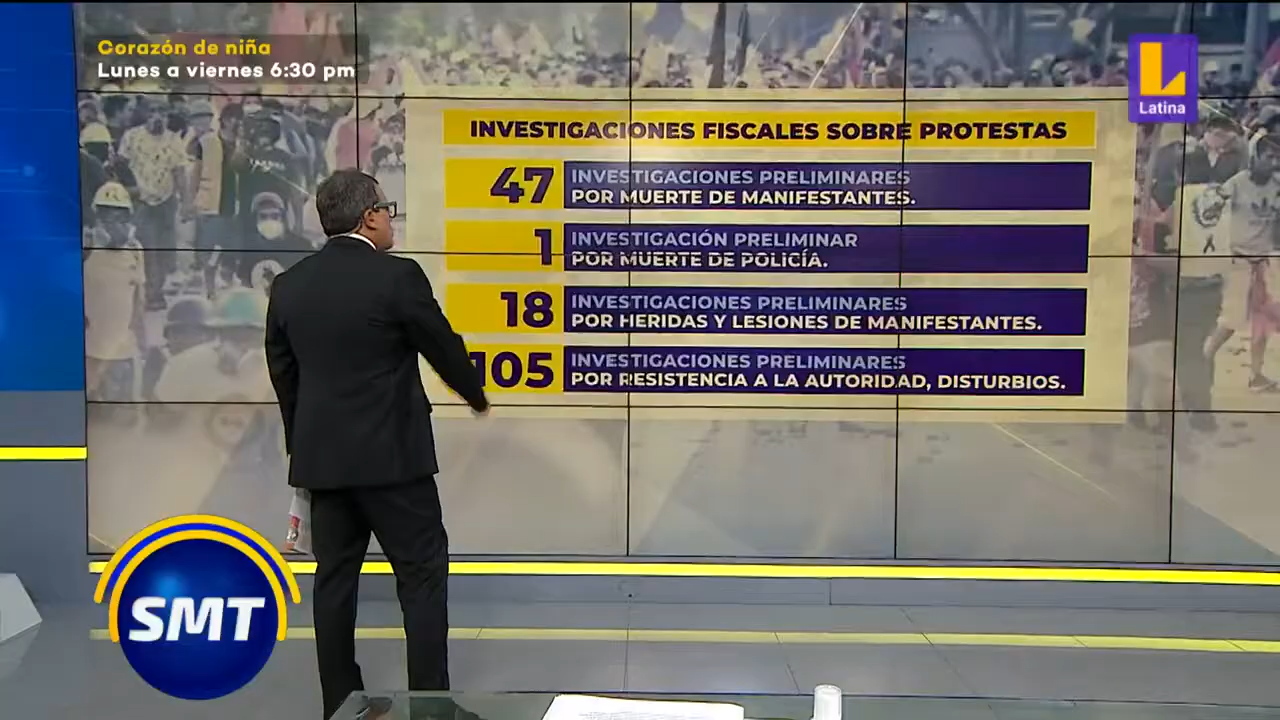 Corazón de niña
Lunes a viernes 6:30 pm
Latina
INVESTIGACIONES FISCALES SOBRE PROTESTAS
47
INVESTIGACIONES PRELIMINARES
POR MUERTE DE MANIFESTANTES.
1
INVESTIGACIÓN PRELIMINAR
POR MUERTE DE POLICÍA.
18
INVESTIGACIONES PRELIMINARES
POR HERIDAS Y LESIONES DE MANIFESTANTES.
105
INVESTIGACIONES PRELIMINARES
POR RESISTENCIA A LA AUTORIDAD, DISTURBIOS.
SMT